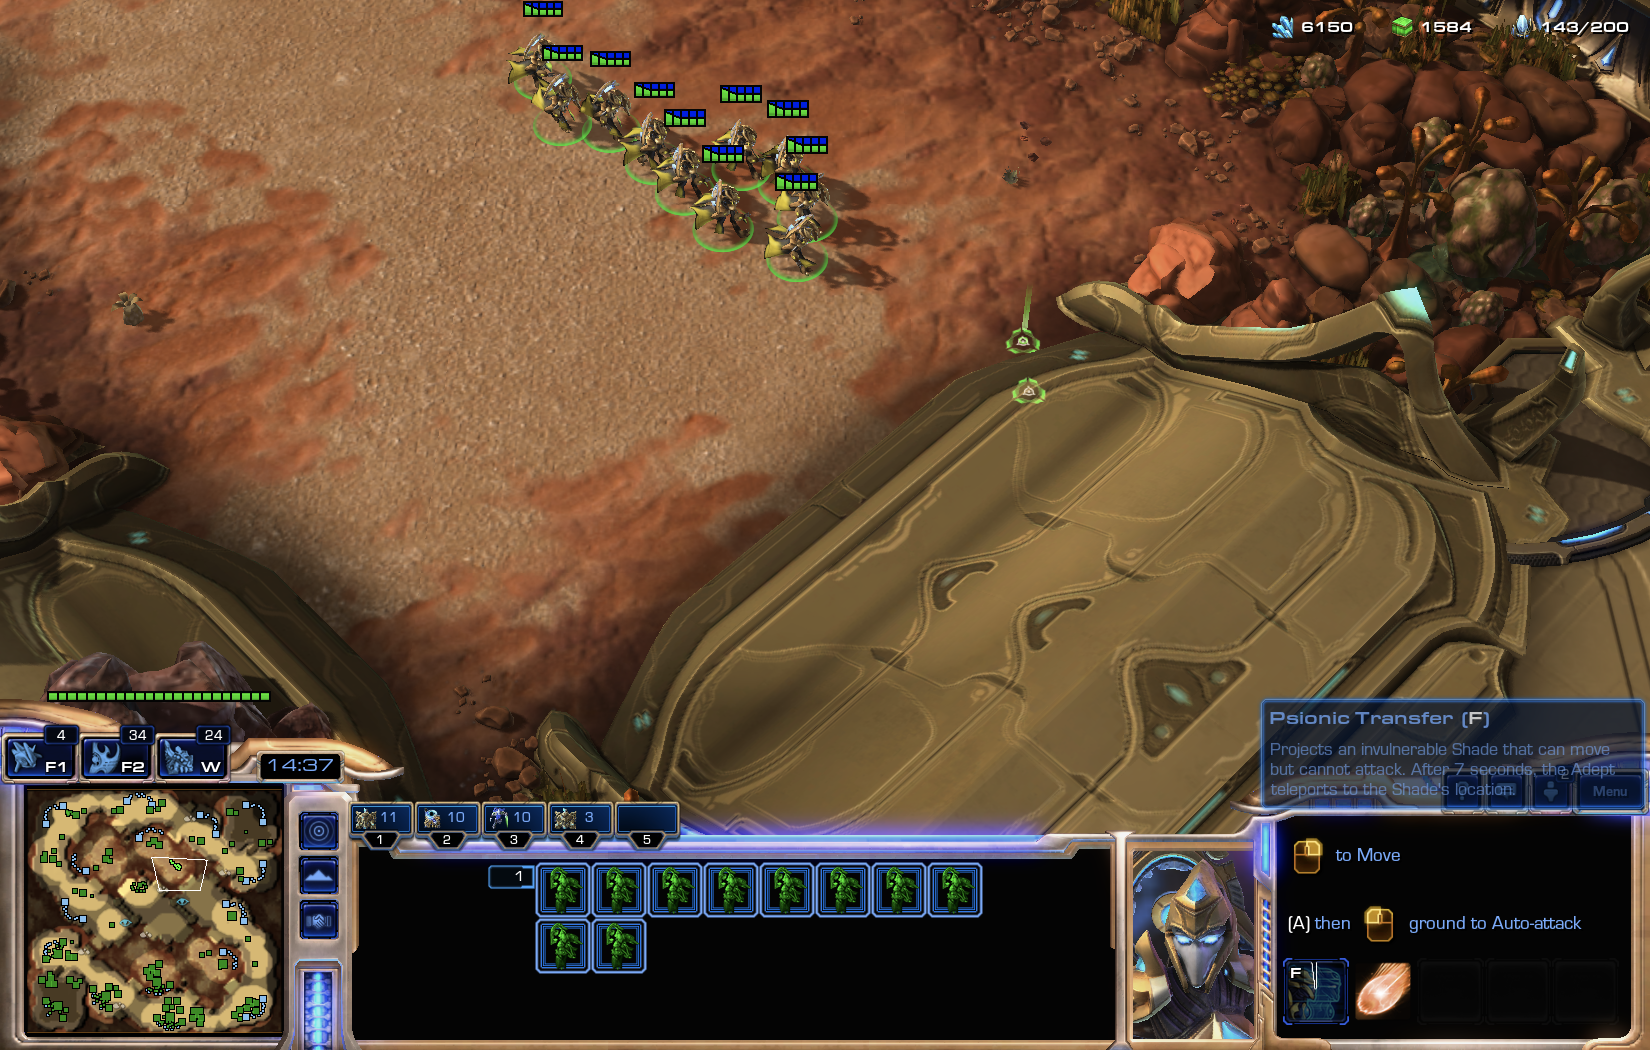 6150 1584 143/200
4 34 24
F1 F2 W
14:37
Psionic Transfer (F)
Projects an invulnerable Shade that can move
but cannot attack. After 7 seconds, the Adept
teleports to the Shade's location.
Menu
11 10 10 3
1 2 3 4 5
1
to Move
(A) then ground to Auto-attack
F